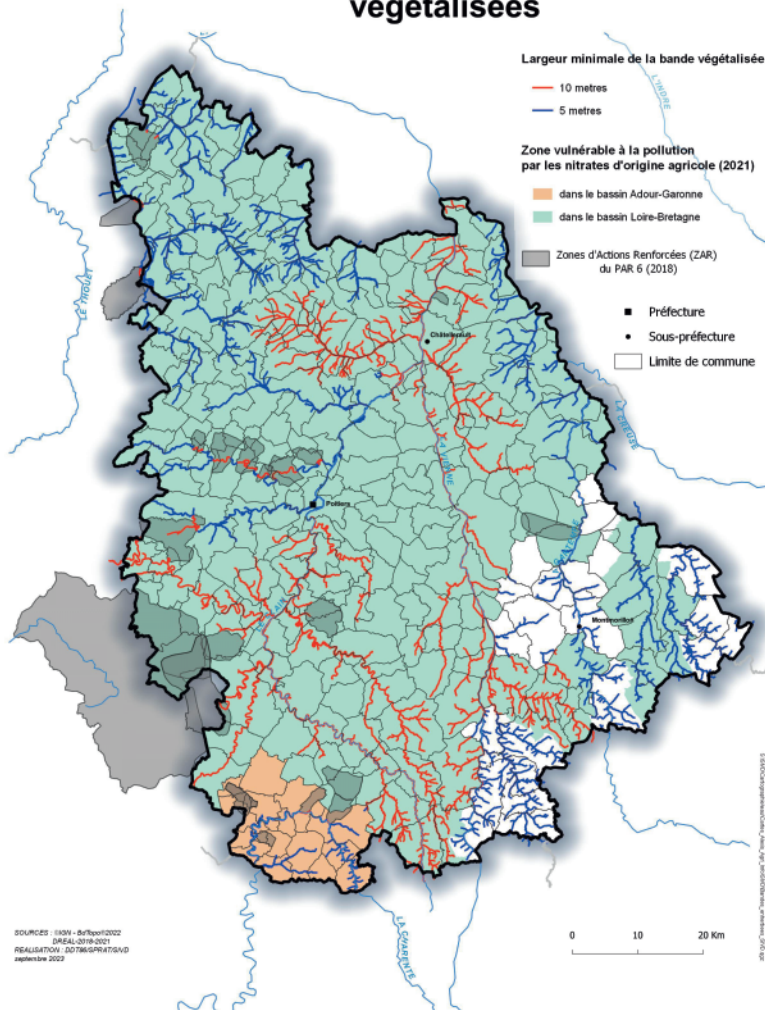 végétalisées
Largeur minimale de la bande végétalisée
10 metres
5 metres
Zone vulnérable à la pollution
par les nitrates d'origine agricole (2021)
dans le bassin Adour-Garonne
dans le bassin Loire-Bretagne
Zones d'Actions Renforcées (ZAR)
du PAR 6 (2018)
Préfecture
Sous-préfecture
Limite de commune
L'INDRE
LE THOUET
Châtellerault
LA CREUSE
LA VIENNE
Poitiers
Montmorillon
LA CHARENTE
SOURCES : ©IGN - BdTopo®2022
DREAL-2018-2021
REALISATION : DDT86/SPRAT/SIVD
septembre 2023
0 10 20 Km